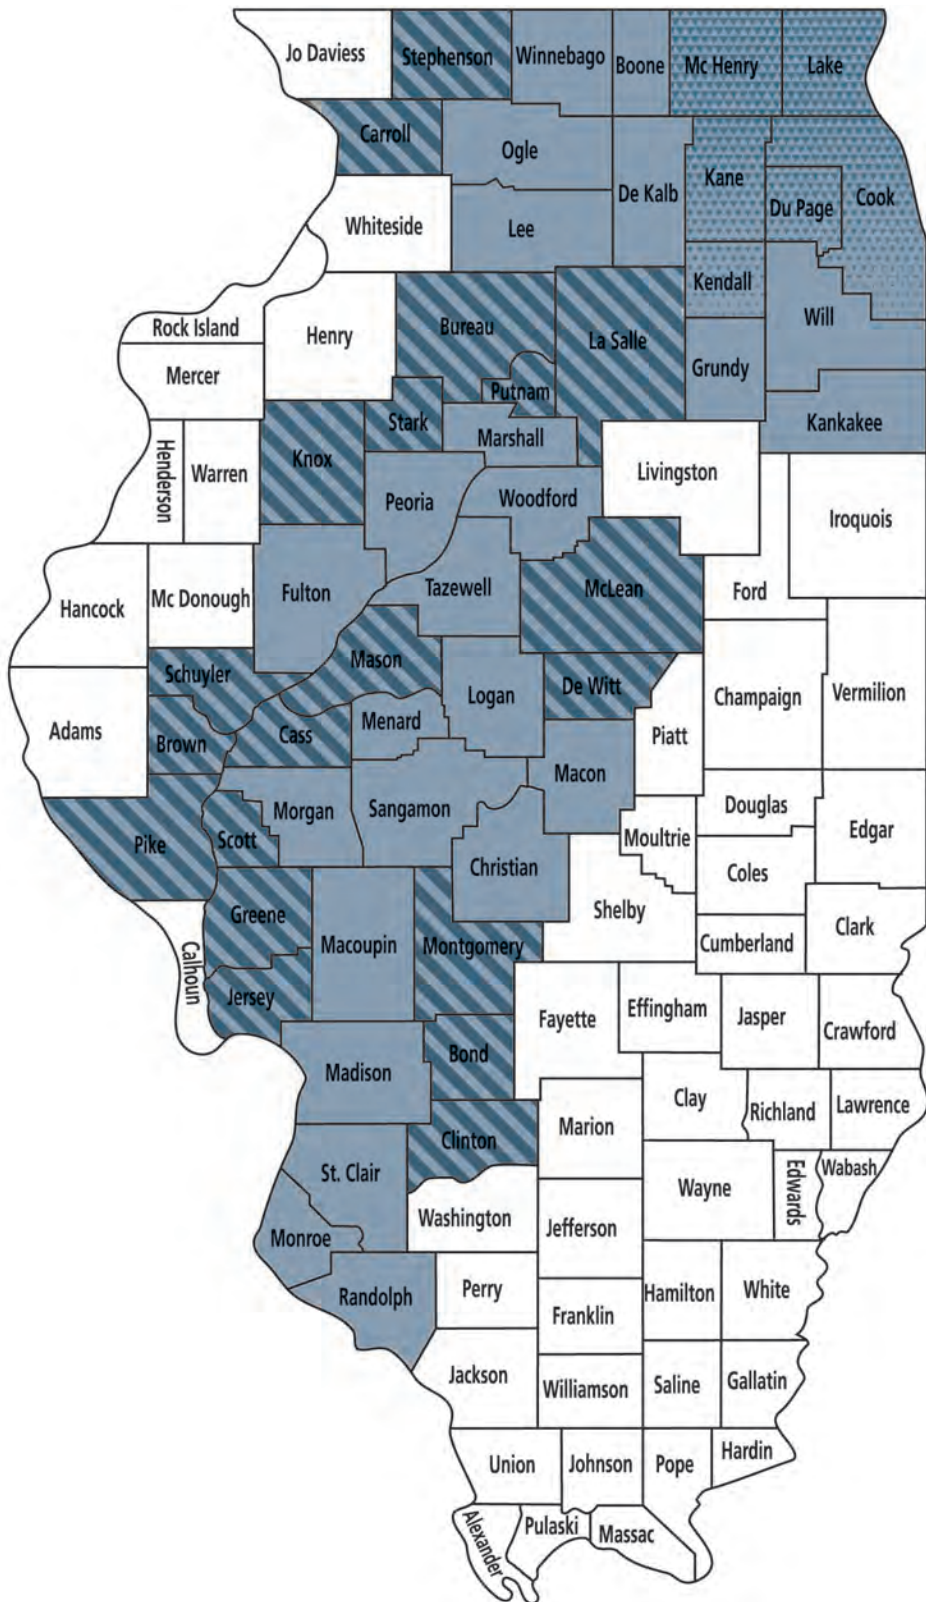 Jo Daviess
Stephenson
Winnebago
Boone
Mc Henry
Lake
Carroll
Ogle
De Kalb
Kane
Du Page
Cook
Whiteside
Lee
Kendall
Will
Rock Island
Henry
Bureau
La Salle
Grundy
Mercer
Putnam
Stark
Marshall
Kankakee
Henderson
Warren
Knox
Peoria
Woodford
Livingston
Iroquois
Hancock
Mc Donough
Fulton
Tazewell
McLean
Ford
Schuyler
Mason
Logan
De Witt
Champaign
Vermilion
Adams
Brown
Cass
Menard
Piatt
Macon
Pike
Scott
Morgan
Sangamon
Christian
Moultrie
Douglas
Edgar
Coles
Shelby
Greene
Macoupin
Montgomery
Cumberland
Clark
Calhoun
Jersey
Fayette
Effingham
Jasper
Crawford
Madison
Bond
Clay
Richland
Lawrence
Marion
Clinton
St. Clair
Wayne
Edwards
Wabash
Washington
Jefferson
Monroe
Randolph
Perry
Franklin
Hamilton
White
Jackson
Williamson
Saline
Gallatin
Union
Johnson
Pope
Hardin
Alexander
Pulaski
Massac